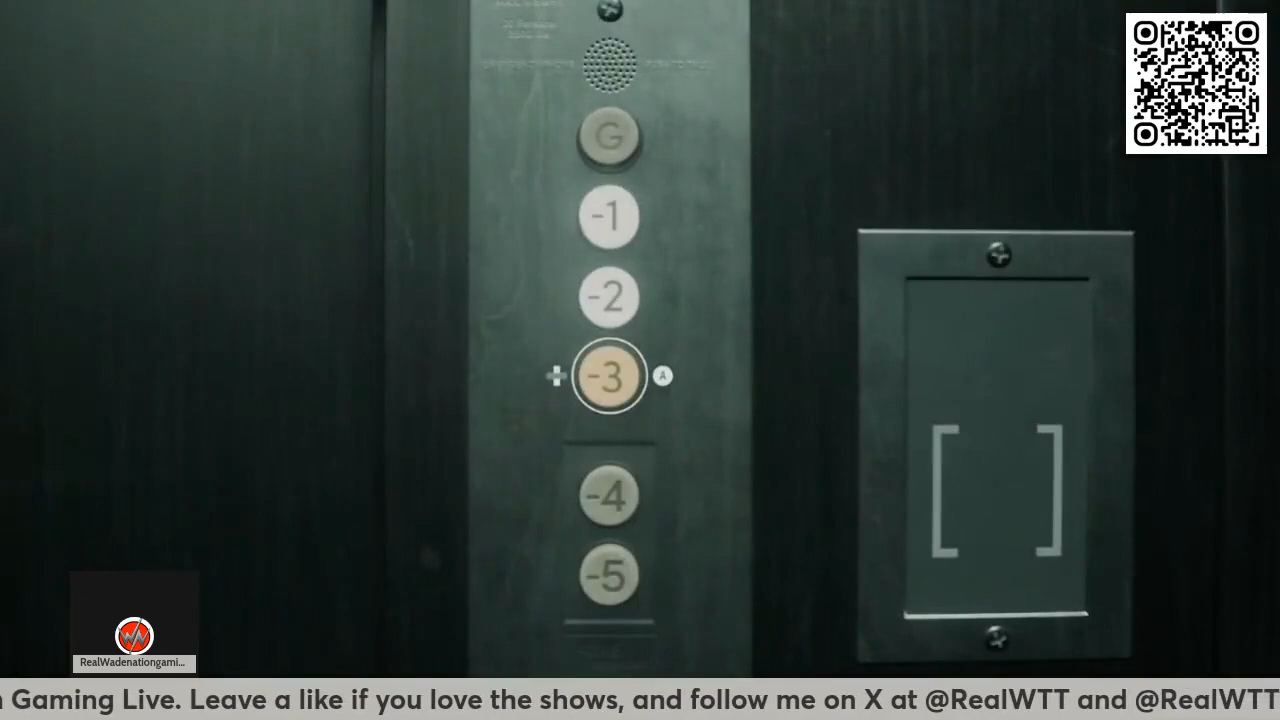 G
-1
-2
-3
A
-4
-5
RealWadenationgami...
Gaming Live. Leave a like if you love the shows, and follow me on X at @RealWTT and @RealWTT